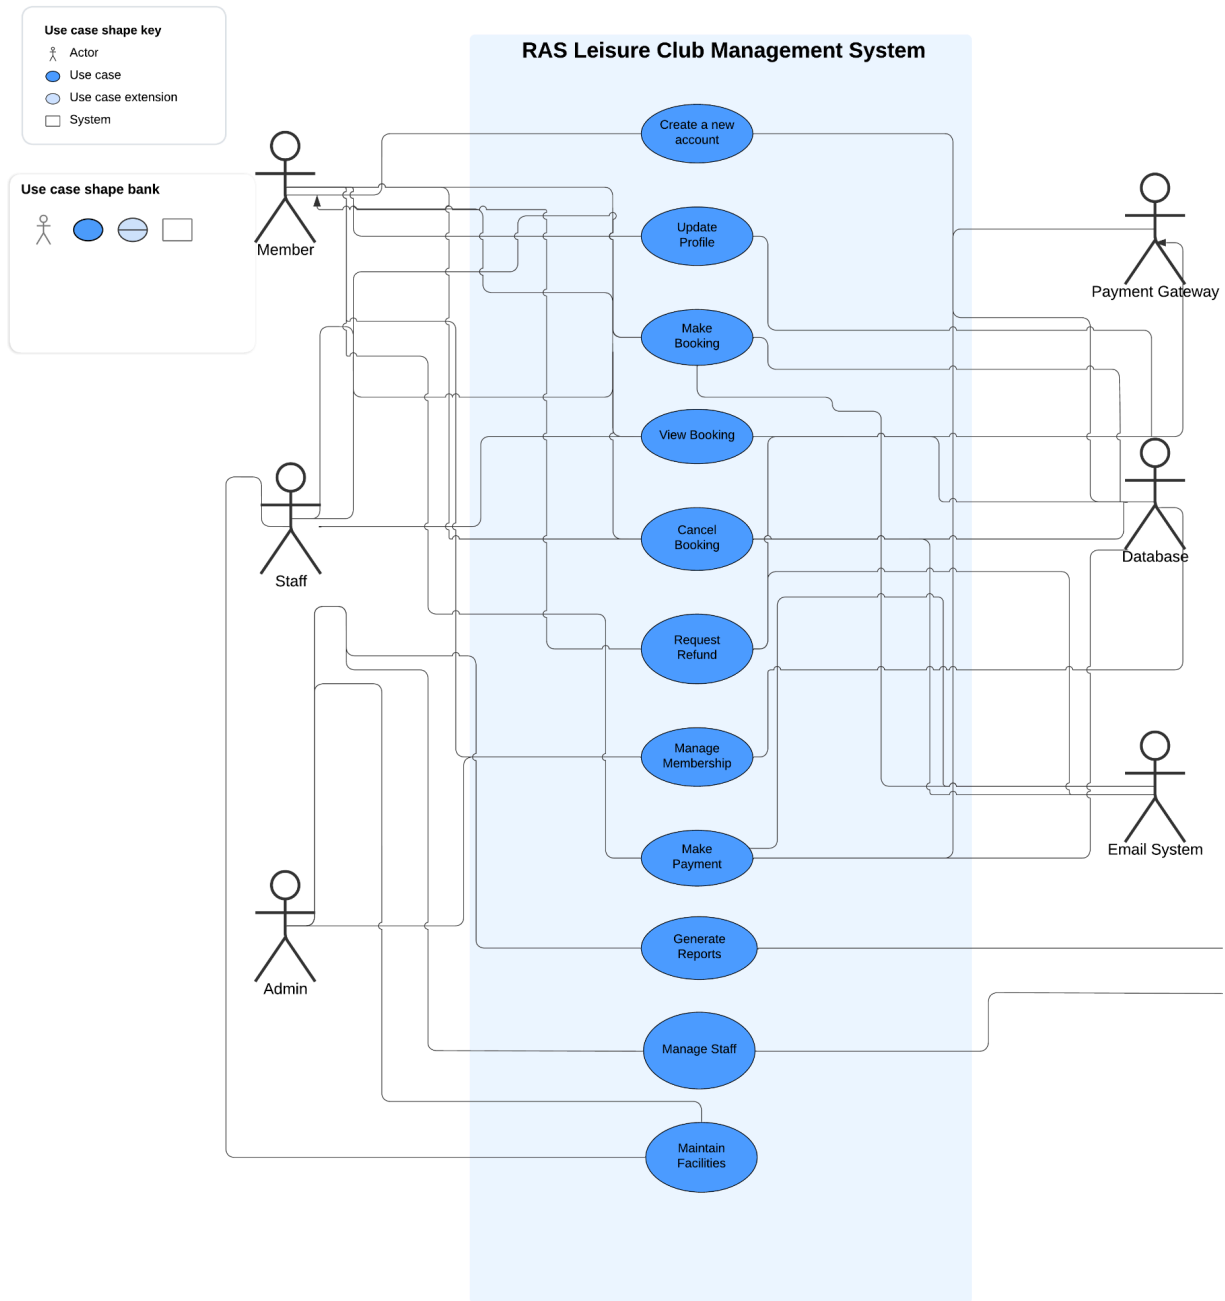 Use case shape key
Actor
Use case
Use case extension
System
Use case shape bank
RAS Leisure Club Management System
Create a new
account
Member
Update
Profile
Payment Gateway
Make
Booking
View Booking
Cancel
Booking
Database
Staff
Request
Refund
Manage
Membership
Make
Payment
Email System
Generate
Reports
Admin
Manage Staff
Maintain
Facilities